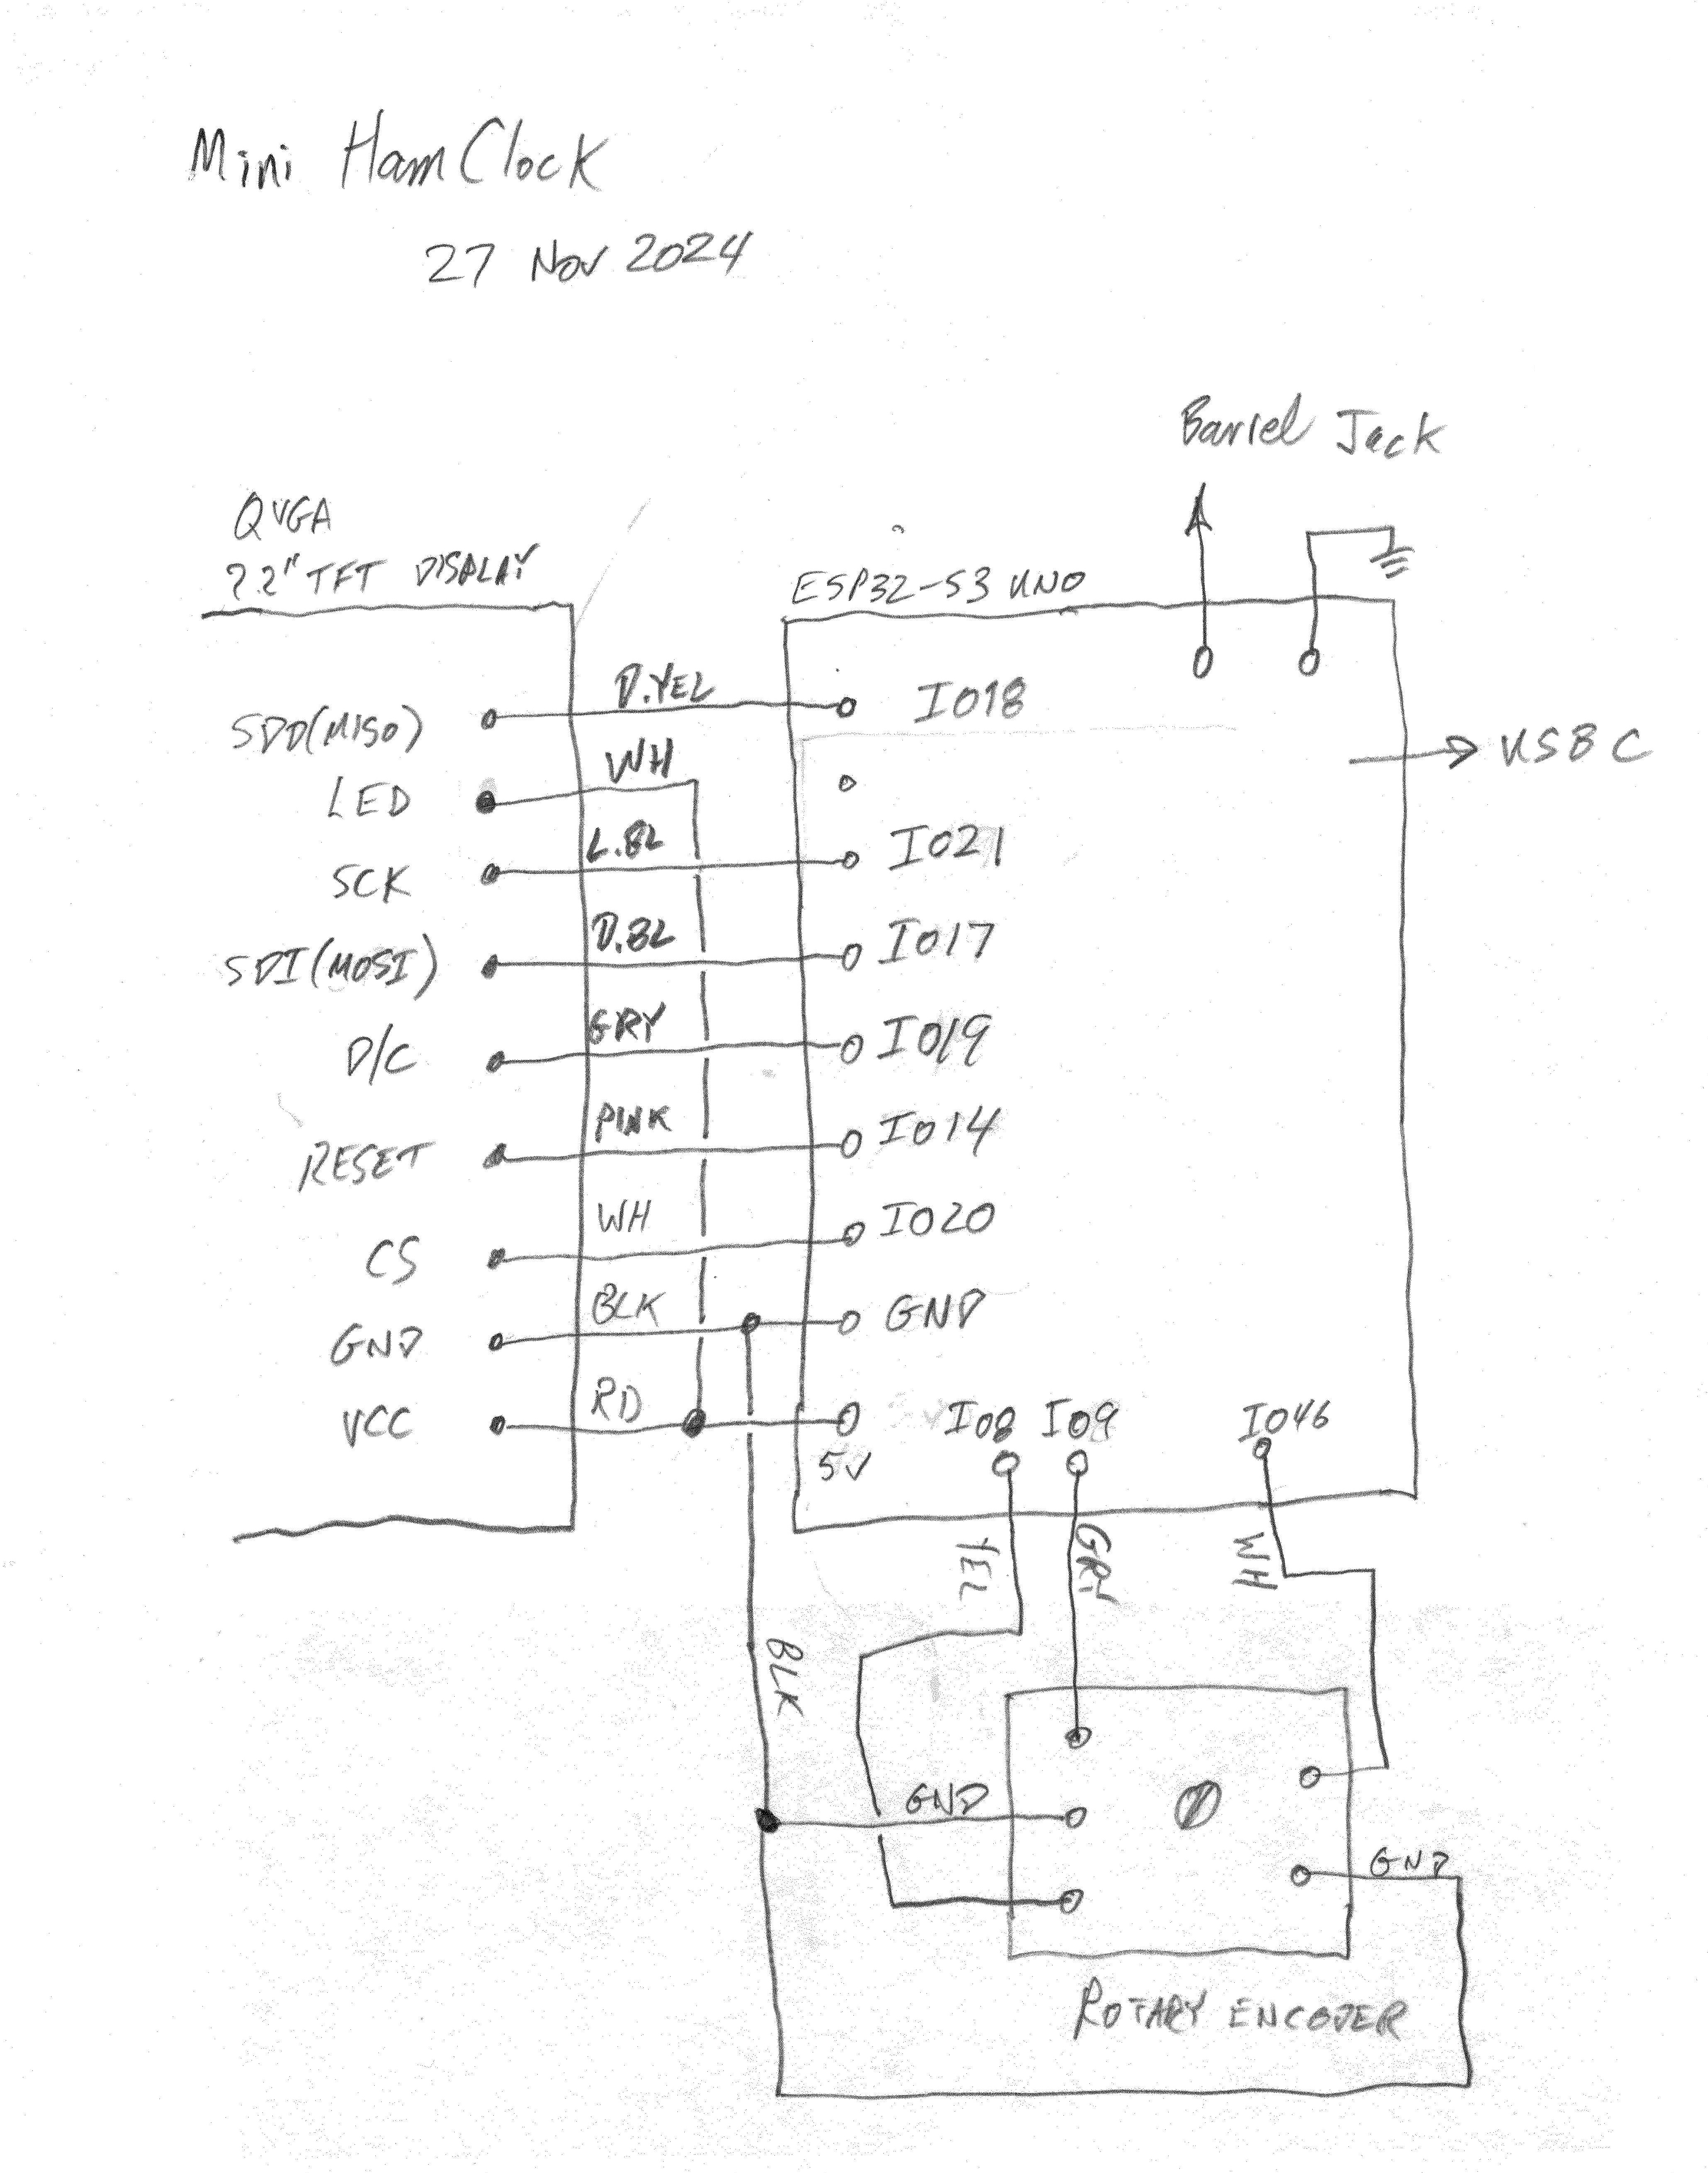 Mini HamClock
27 Nov 2024
Barrel Jack
QVGA
2.2" TFT DISPLAY
ESP32-S3 UNO
D.YEL
SDO(MISO)
IO18
WH
LED
USB C
L.BL
SCK
IO21
D.BL
SDI(MOSI)
IO17
GRY
D/C
IO19
PINK
RESET
IO14
WH
CS
IO20
BLK
GND
GND
RD
VCC
5V
IO8 IO9 IO46
YEL
GRY
WH
BLK
GND
GND
ROTARY ENCODER